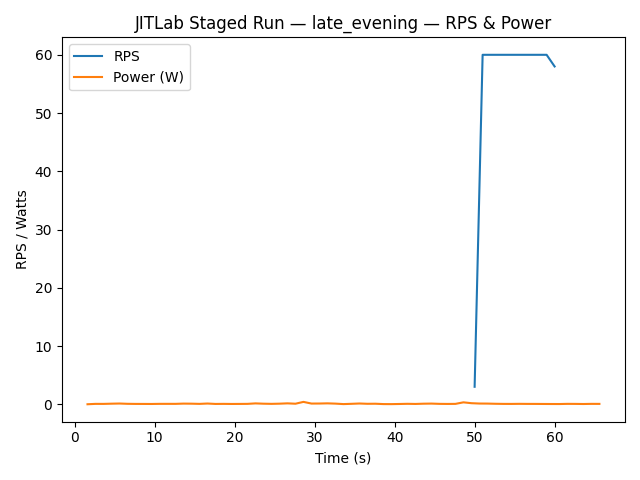 JITLab Staged Run — late_evening — RPS & Power
RPS
Power (W)
60
50
40
30
20
10
0
RPS / Watts
0 10 20 30 40 50 60
Time (s)